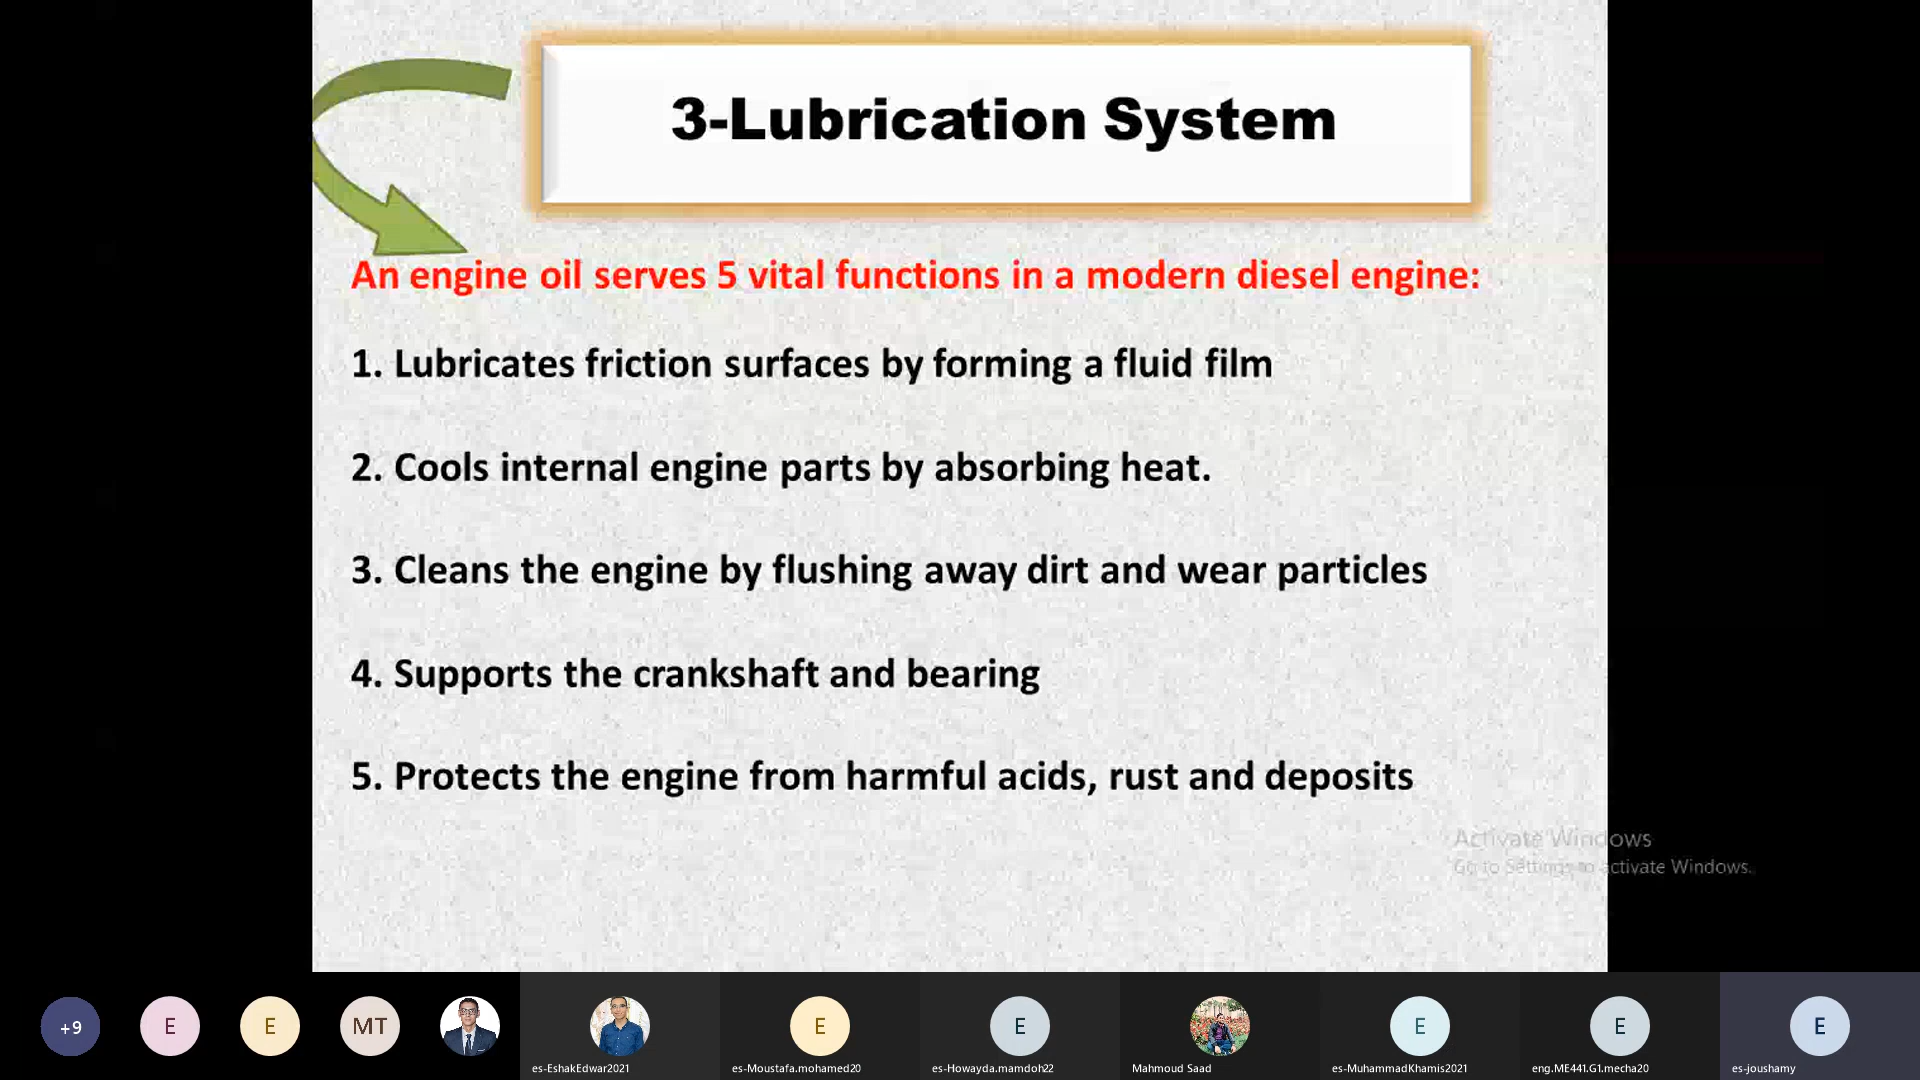 3-Lubrication System
An engine oil serves 5 vital functions in a modern diesel engine:
1. Lubricates friction surfaces by forming a fluid film
2. Cools internal engine parts by absorbing heat.
3. Cleans the engine by flushing away dirt and wear particles
4. Supports the crankshaft and bearing
5. Protects the engine from harmful acids, rust and deposits
Activate Windows
Go to Settings to activate Windows.
+9
E
E
MT
E
E
E
E
E
es-EshakEdwar2021
es-Moustafa.mohamed20
es-Howayda.mamdoh22
Mahmoud Saad
es-MuhammadKhamis2021
eng.ME441.G1.mecha20
es-joushamy